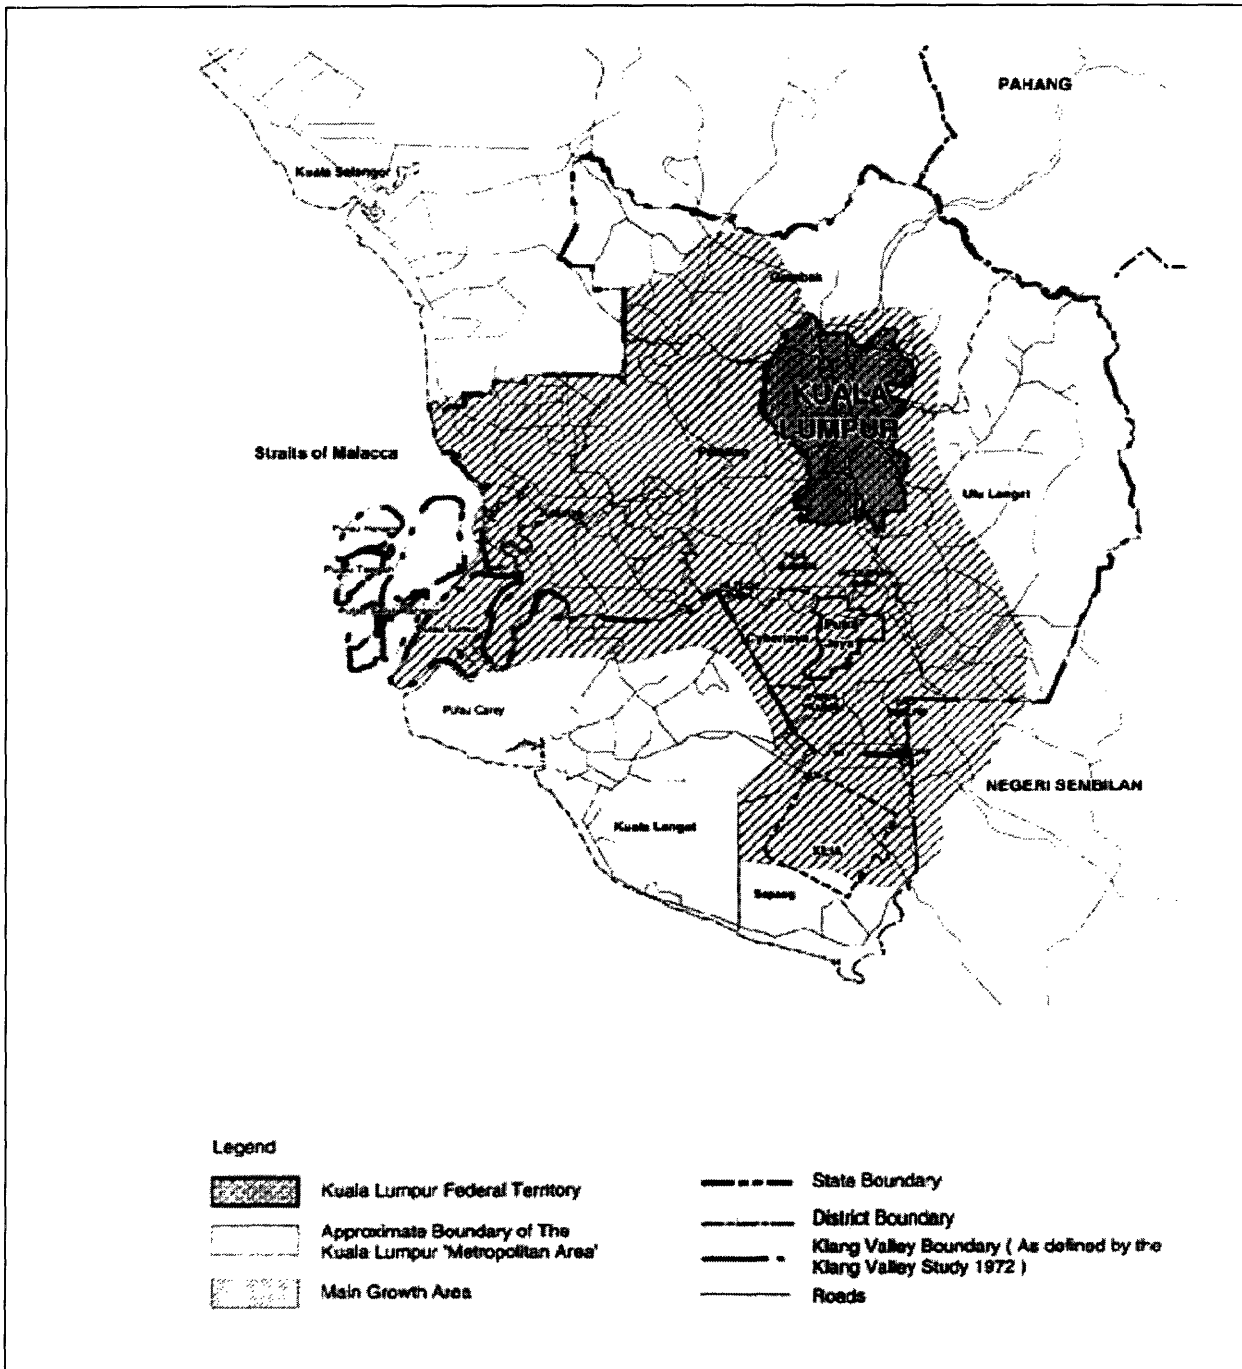 PAHANG
Kuala Selangor
Gombak
KUALA
LUMPUR
Straits of Malacca
Petaling
Ulu Langat
Cyberjaya
Putra
Jaya
Pulau Carey
NEGERI SEMBILAN
Kuala Langat
KLIA
Sepang
Legend
Kuala Lumpur Federal Territory
Approximate Boundary of The
Kuala Lumpur 'Metropolitan Area'
Main Growth Area
State Boundary
District Boundary
Klang Valley Boundary ( As defined by the
Klang Valley Study 1972 )
Roads